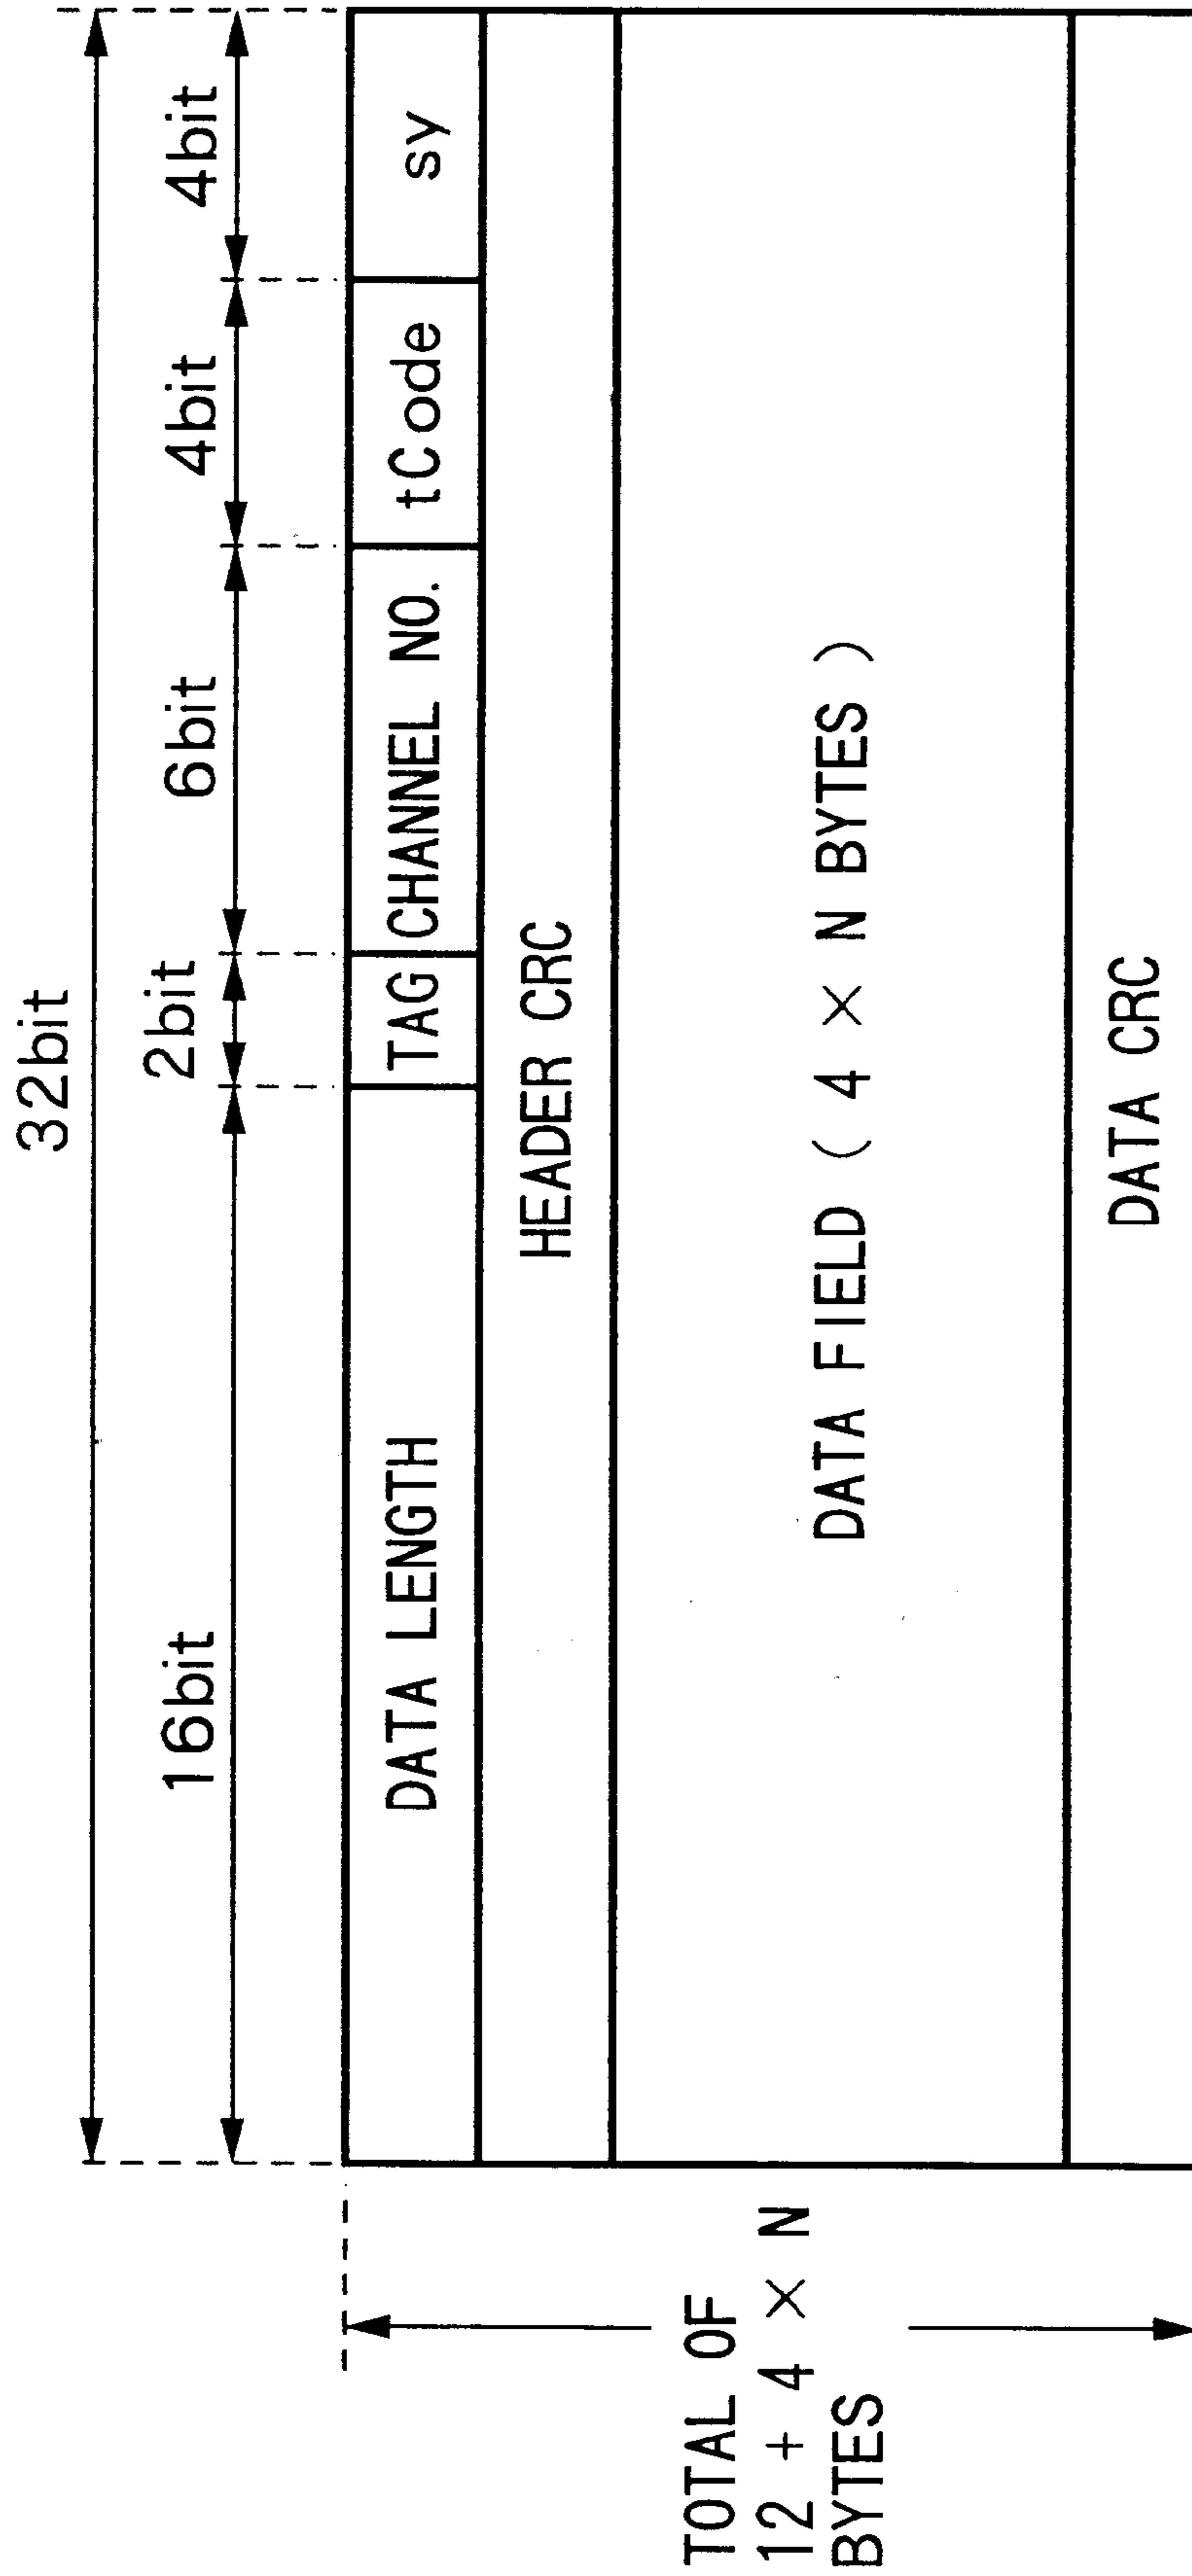 32bit
16bit
2bit
6bit
4bit
4bit
DATA LENGTH
TAG
CHANNEL NO.
tCode
sy
HEADER CRC
DATA FIELD ( 4 × N BYTES )
DATA CRC
TOTAL OF
12 + 4 × N
BYTES